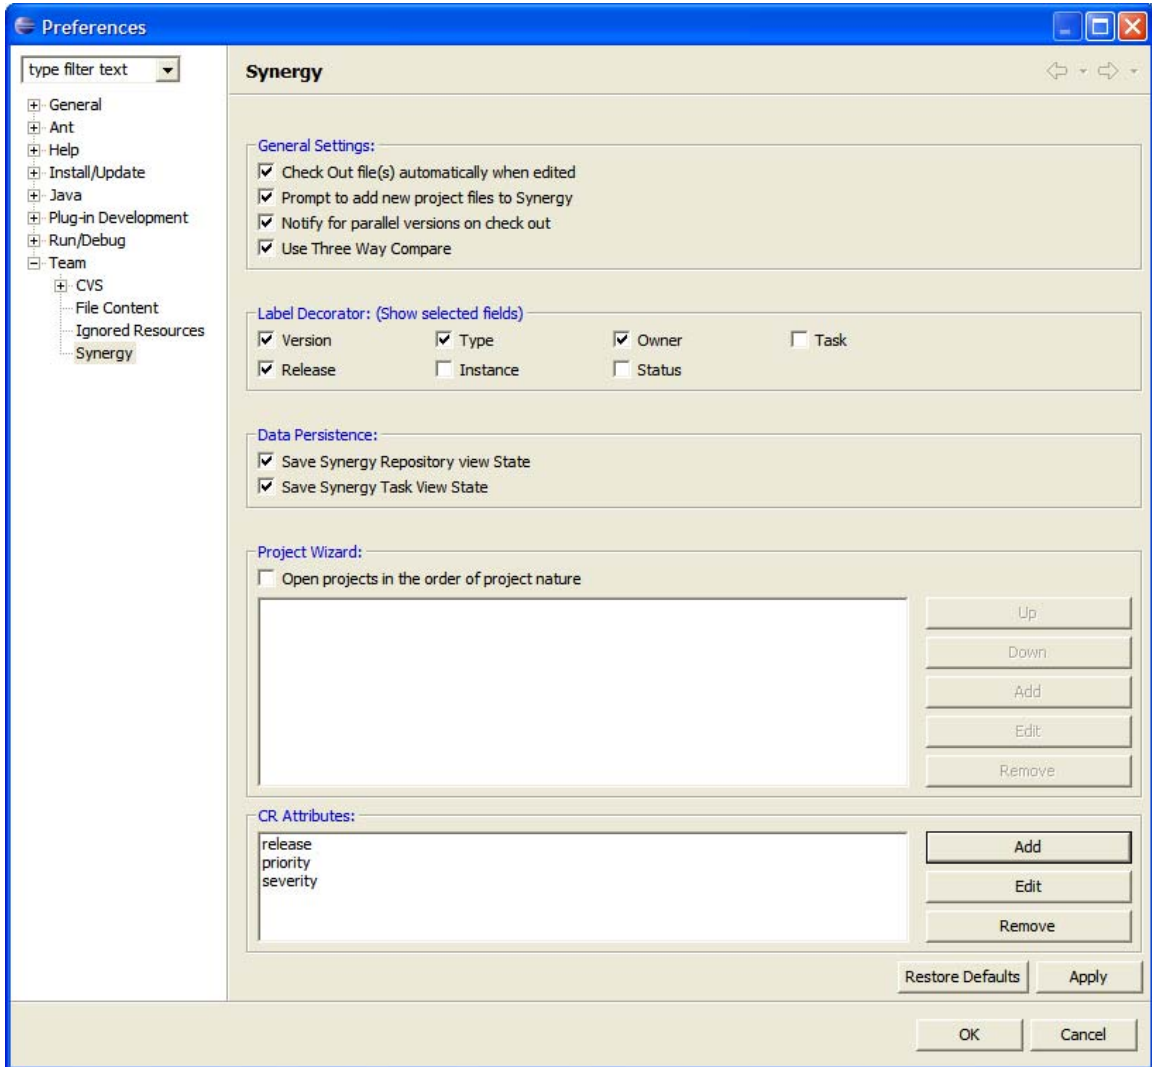 Preferences
type filter text
General
Ant
Help
Install/Update
Java
Plug-in Development
Run/Debug
Team
CVS
File Content
Ignored Resources
Synergy
Synergy
General Settings:
Check Out file(s) automatically when edited
Prompt to add new project files to Synergy
Notify for parallel versions on check out
Use Three Way Compare
Label Decorator: (Show selected fields)
Version Type Owner Task
Release Instance Status
Data Persistence:
Save Synergy Repository view State
Save Synergy Task View State
Project Wizard:
Open projects in the order of project nature
Up
Down
Add
Edit
Remove
CR Attributes:
release
priority
severity
Add
Edit
Remove
Restore Defaults Apply
OK Cancel